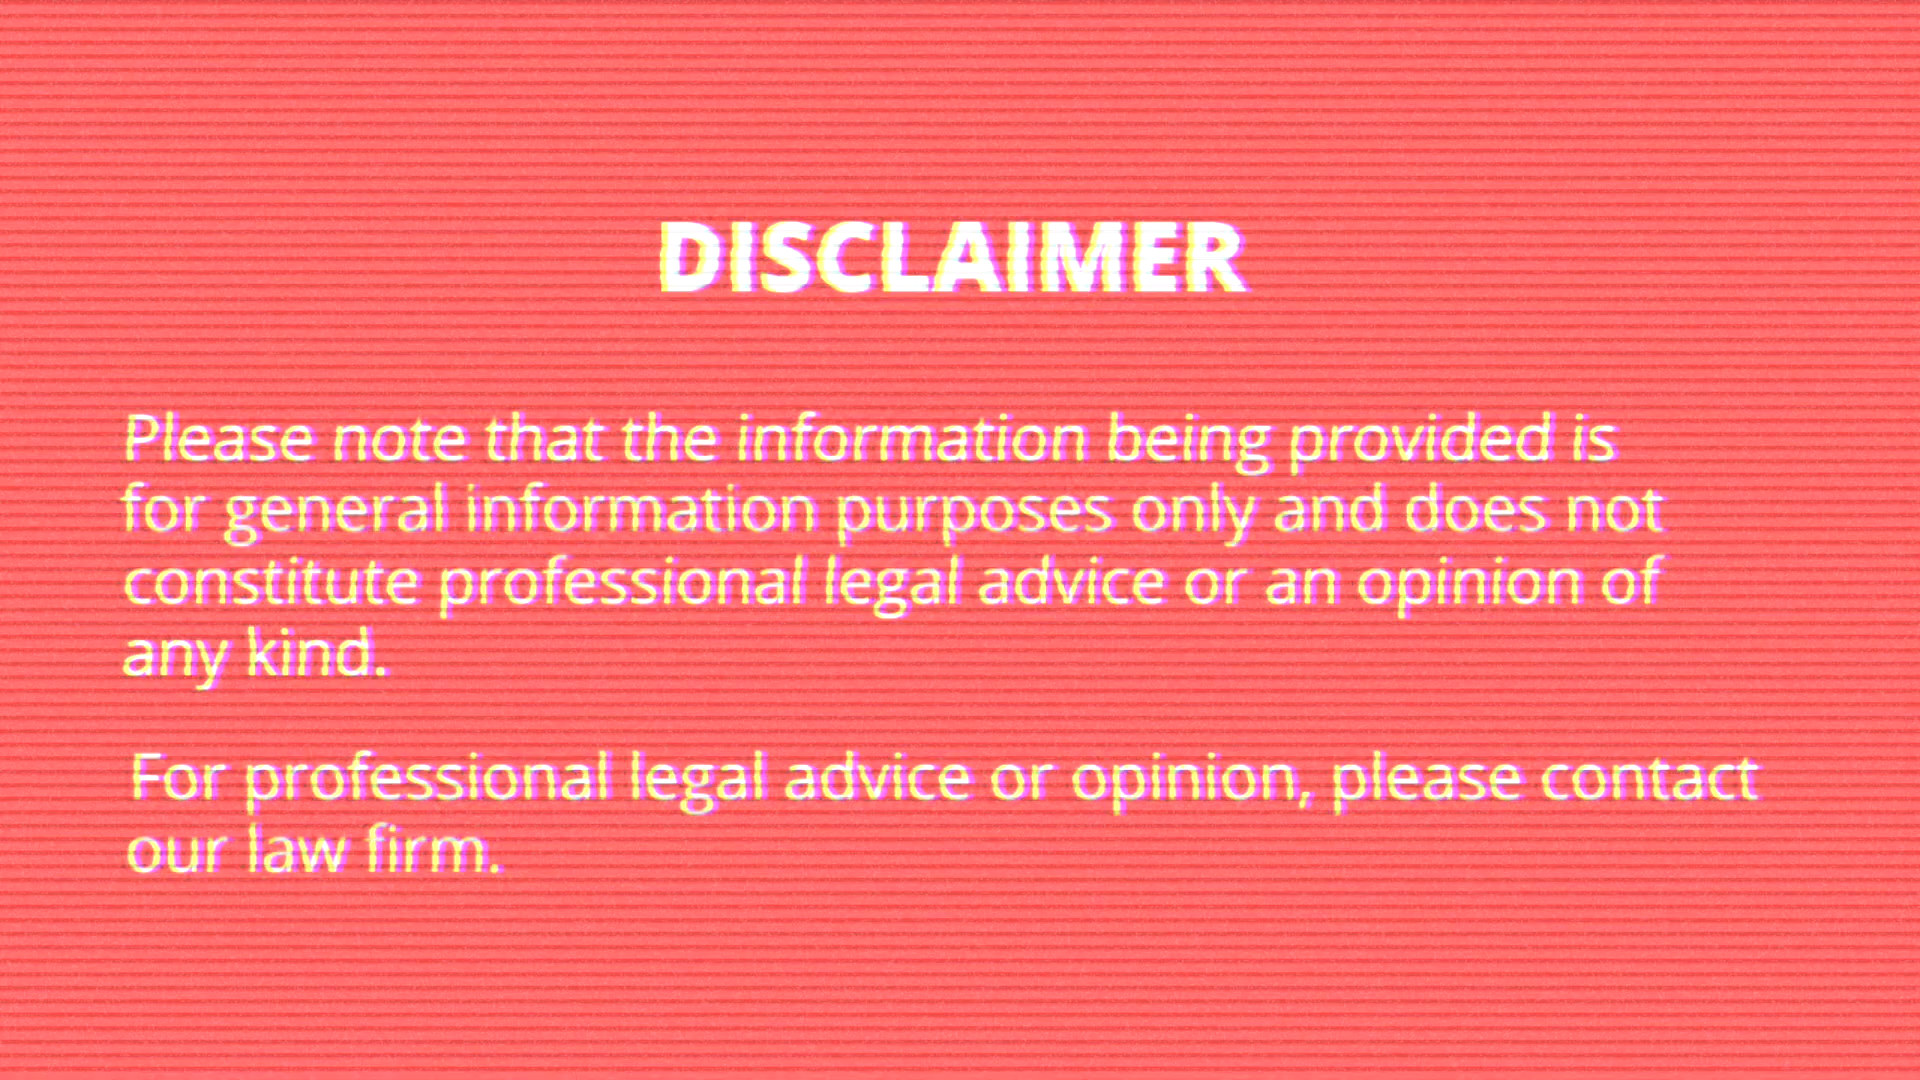 DISCLAIMER
Please note that the information being provided is
for general information purposes only and does not
constitute professional legal advice or an opinion of
any kind.
For professional legal advice or opinion, please contact
our law firm.